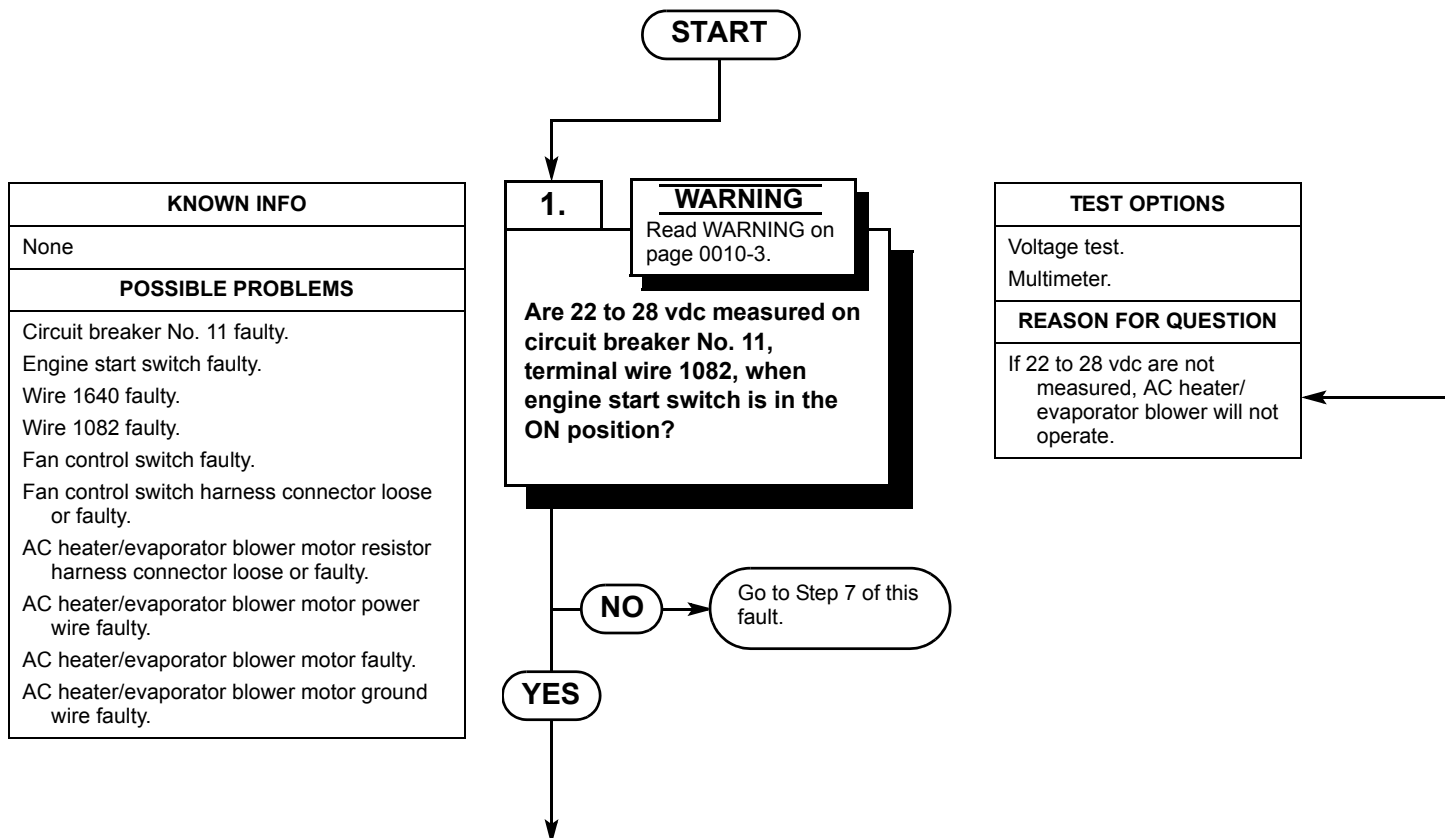 START
KNOWN INFO
None
POSSIBLE PROBLEMS
Circuit breaker No. 11 faulty.
Engine start switch faulty.
Wire 1640 faulty.
Wire 1082 faulty.
Fan control switch faulty.
Fan control switch harness connector loose
or faulty.
AC heater/evaporator blower motor resistor
harness connector loose or faulty.
AC heater/evaporator blower motor power
wire faulty.
AC heater/evaporator blower motor faulty.
AC heater/evaporator blower motor ground
wire faulty.
1.
WARNING
Read WARNING on
page 0010-3.
Are 22 to 28 vdc measured on
circuit breaker No. 11,
terminal wire 1082, when
engine start switch is in the
ON position?
TEST OPTIONS
Voltage test.
Multimeter.
REASON FOR QUESTION
If 22 to 28 vdc are not
measured, AC heater/
evaporator blower will not
operate.
NO
Go to Step 7 of this
fault.
YES